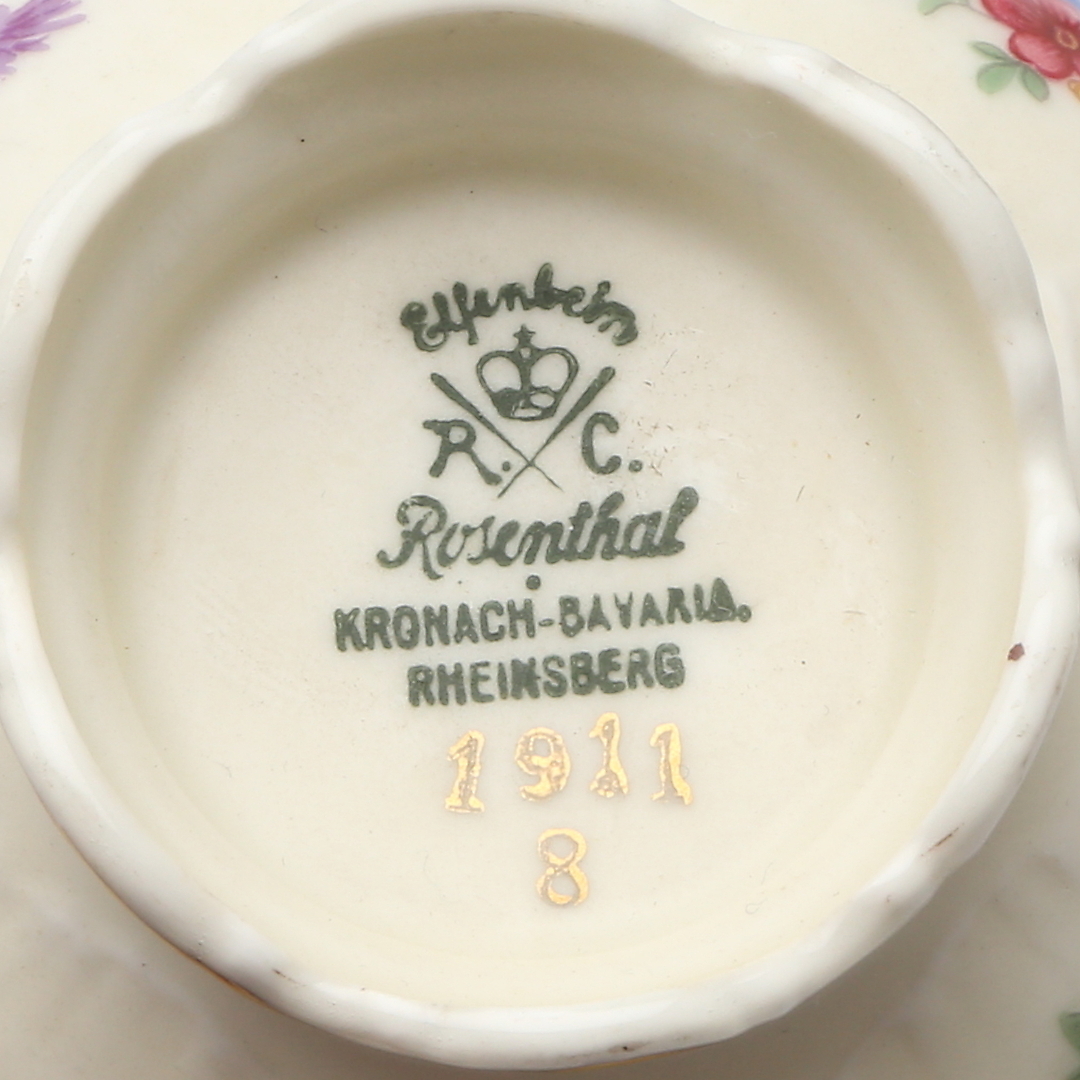 Elfenbein
R. C.
Rosenthal
KRONACH-BAVARIA.
RHEINSBERG
1911
8